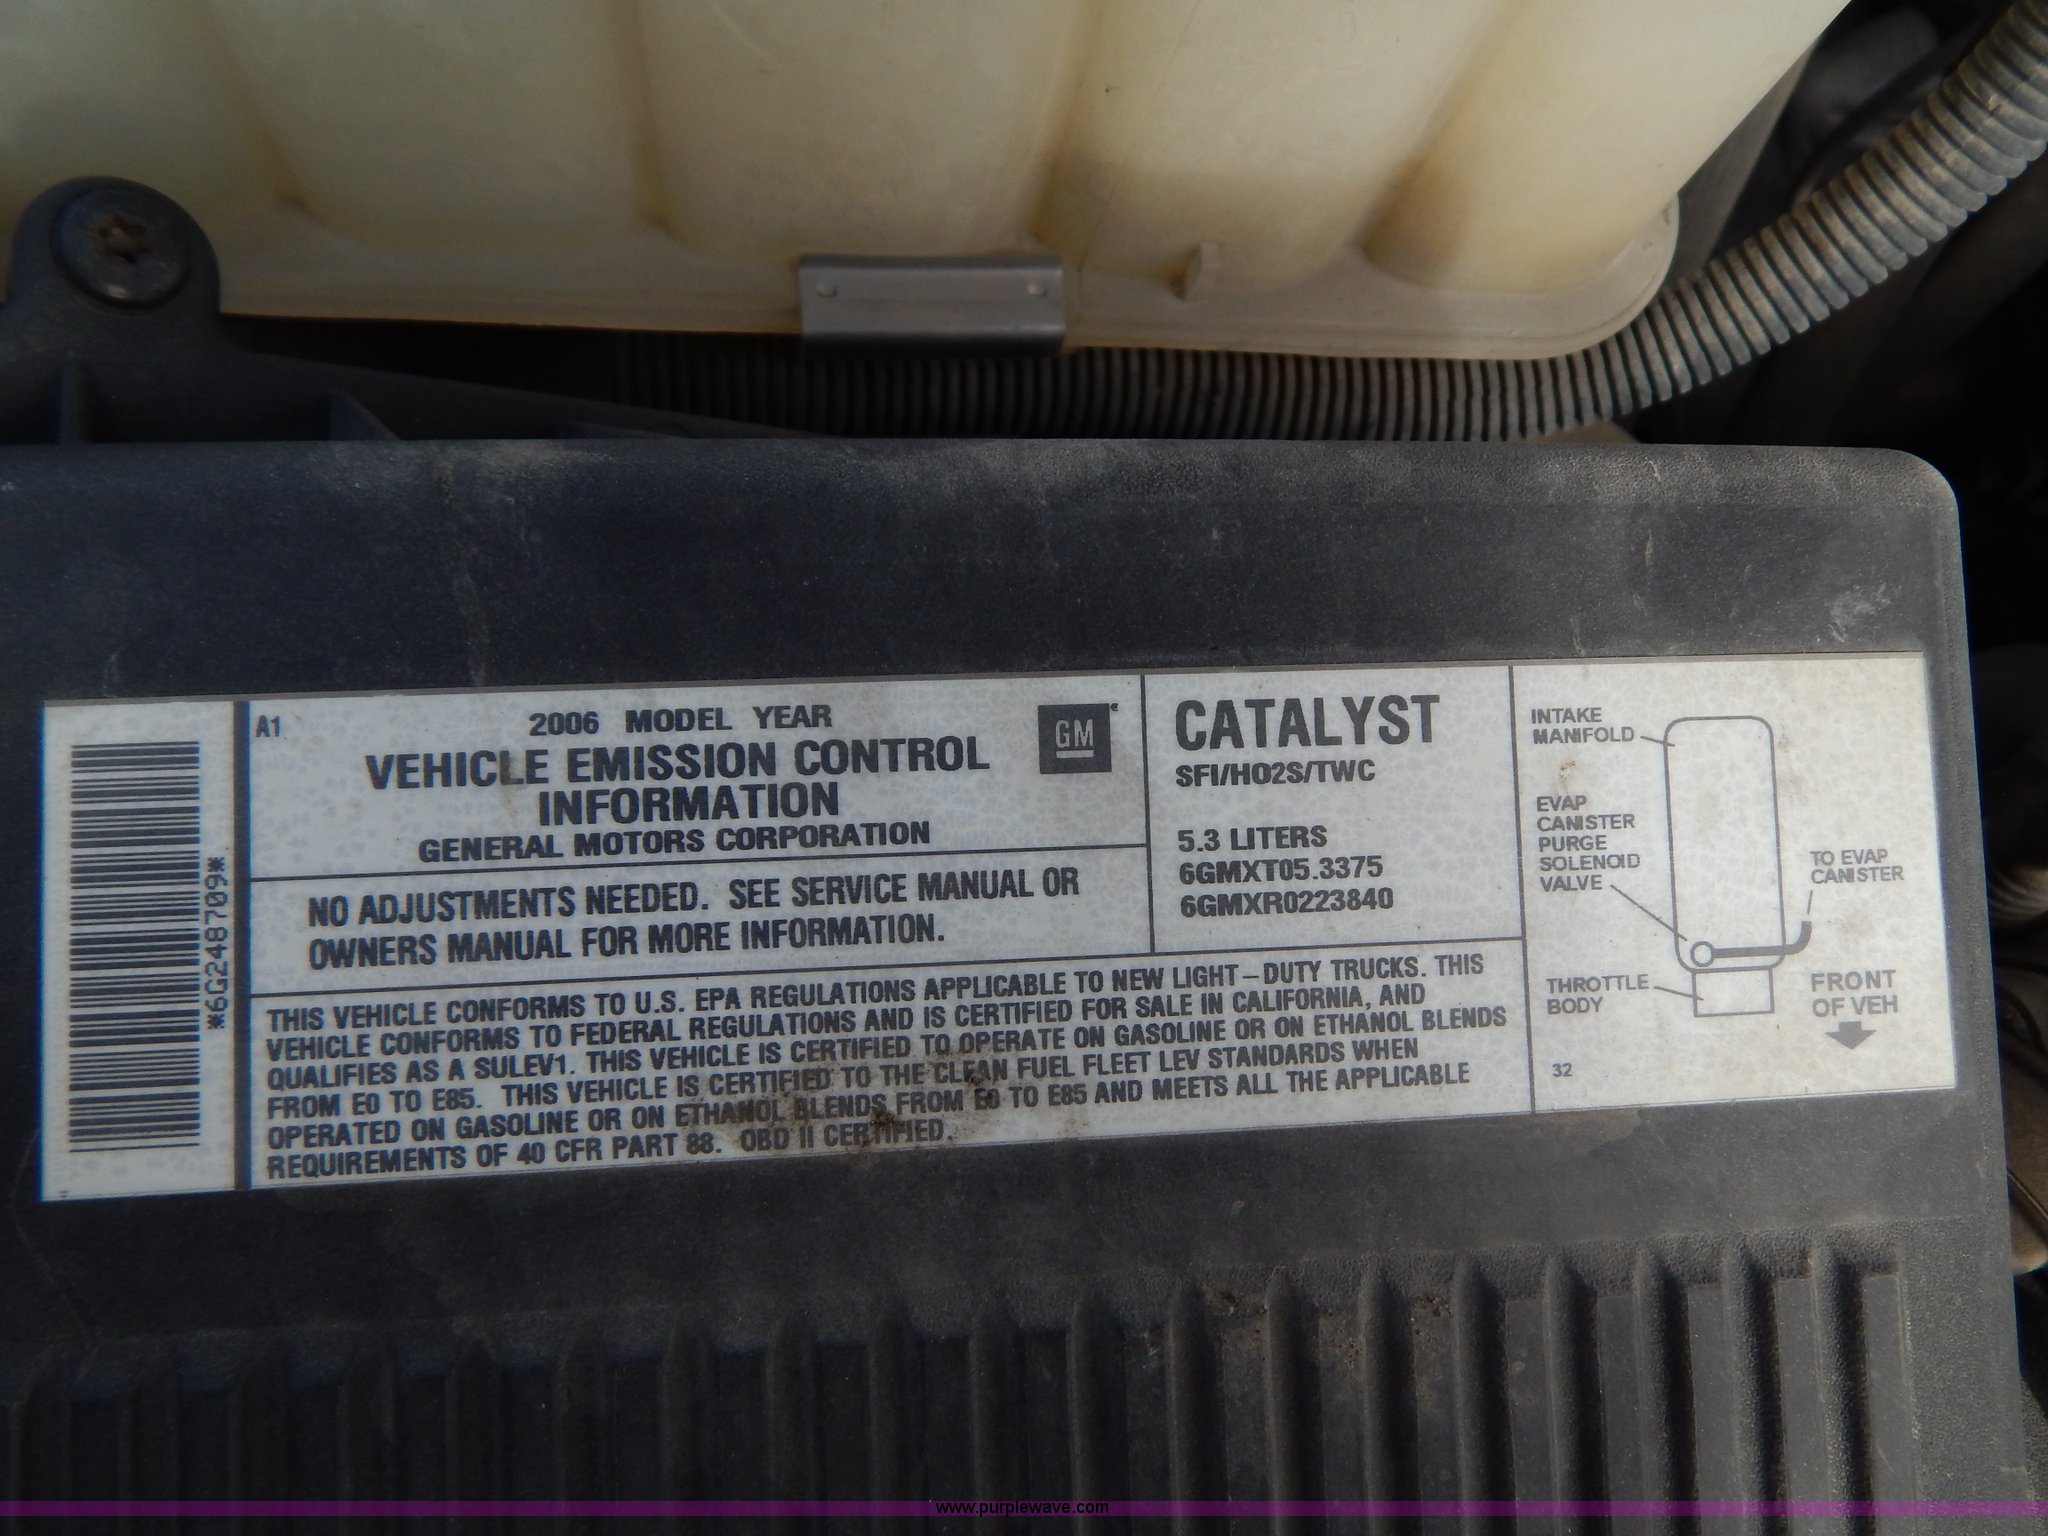 *6G248709*
A1
2006 MODEL YEAR
VEHICLE EMISSION CONTROL
INFORMATION
GENERAL MOTORS CORPORATION
GM
NO ADJUSTMENTS NEEDED. SEE SERVICE MANUAL OR
OWNERS MANUAL FOR MORE INFORMATION.
CATALYST
SFI/HO2S/TWC
5.3 LITERS
6GMXT05.3375
6GMXR0223840
THIS VEHICLE CONFORMS TO U.S. EPA REGULATIONS APPLICABLE TO NEW LIGHT-DUTY TRUCKS. THIS
VEHICLE CONFORMS TO FEDERAL REGULATIONS AND IS CERTIFIED FOR SALE IN CALIFORNIA, AND
QUALIFIES AS A SULEV1. THIS VEHICLE IS CERTIFIED TO OPERATE ON GASOLINE OR ON ETHANOL BLENDS
FROM E0 TO E85. THIS VEHICLE IS CERTIFIED TO THE CLEAN FUEL FLEET LEV STANDARDS WHEN
OPERATED ON GASOLINE OR ON ETHANOL BLENDS FROM E0 TO E85 AND MEETS ALL THE APPLICABLE
REQUIREMENTS OF 40 CFR PART 88. OBD II CERTIFIED.
INTAKE
MANIFOLD
EVAP
CANISTER
PURGE
SOLENOID
VALVE
TO EVAP
CANISTER
THROTTLE
BODY
FRONT
OF VEH
32
www.purplewave.com